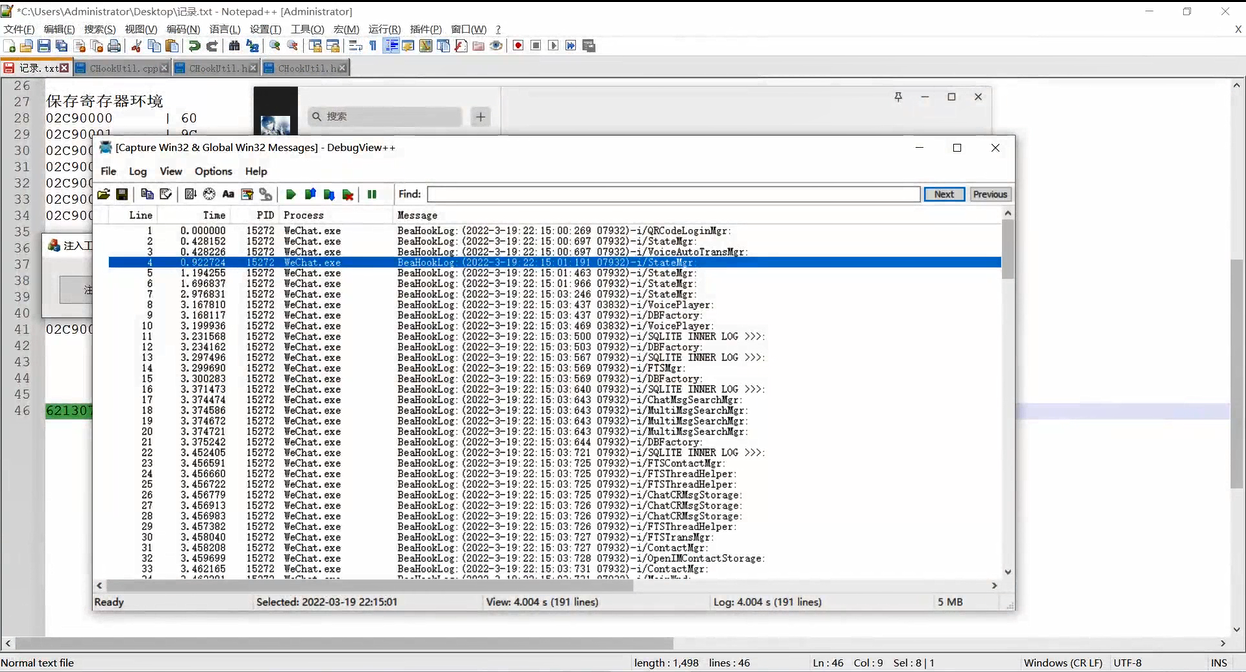 *C:\Users\Administrator\Desktop\记录.txt - Notepad++ [Administrator]
文件(F) 编辑(E) 搜索(S) 视图(V) 编码(N) 语言(L) 设置(T) 工具(O) 宏(M) 运行(R) 插件(P) 窗口(W) ? X
记录.txt CHookUtil.cpp CHookUtil.h CHookUtil.h
26
27 保存寄存器环境
28 02C90000 | 60
29 02C90001 | 9C
30 02C90
31 02C90
32 02C90
33 02C90
34 02C90
35
36
37
38
39
40
41 02C900
42
43
44
45
46 621307
搜索
注入工
注
[Capture Win32 & Global Win32 Messages] - DebugView++
File Log View Options Help
Find: Next Previous
Line Time PID Process Message
1 0.000000 15272 WeChat.exe BeaHookLog:(2022-3-19:22:15:00:269 07932)-i/QRCodeLoginMgr:
2 0.428152 15272 WeChat.exe BeaHookLog:(2022-3-19:22:15:00:697 07932)-i/StateMgr:
3 0.428226 15272 WeChat.exe BeaHookLog:(2022-3-19:22:15:00:697 07932)-i/VoiceAutoTransMgr:
4 0.922724 15272 WeChat.exe BeaHookLog:(2022-3-19:22:15:01:191 07932)-i/StateMgr:
5 1.194255 15272 WeChat.exe BeaHookLog:(2022-3-19:22:15:01:463 07932)-i/StateMgr:
6 1.696837 15272 WeChat.exe BeaHookLog:(2022-3-19:22:15:01:966 07932)-i/StateMgr:
7 2.976831 15272 WeChat.exe BeaHookLog:(2022-3-19:22:15:03:246 07932)-i/StateMgr:
8 3.167810 15272 WeChat.exe BeaHookLog:(2022-3-19:22:15:03:437 03832)-i/VoicePlayer:
9 3.168117 15272 WeChat.exe BeaHookLog:(2022-3-19:22:15:03:437 07932)-i/DBFactory:
10 3.199936 15272 WeChat.exe BeaHookLog:(2022-3-19:22:15:03:469 03832)-i/VoicePlayer:
11 3.231568 15272 WeChat.exe BeaHookLog:(2022-3-19:22:15:03:500 07932)-i/SQLITE INNER LOG >>>:
12 3.234162 15272 WeChat.exe BeaHookLog:(2022-3-19:22:15:03:503 07932)-i/DBFactory:
13 3.297496 15272 WeChat.exe BeaHookLog:(2022-3-19:22:15:03:567 07932)-i/SQLITE INNER LOG >>>:
14 3.299690 15272 WeChat.exe BeaHookLog:(2022-3-19:22:15:03:569 07932)-i/FTSMgr:
15 3.300283 15272 WeChat.exe BeaHookLog:(2022-3-19:22:15:03:569 07932)-i/DBFactory:
16 3.371473 15272 WeChat.exe BeaHookLog:(2022-3-19:22:15:03:640 07932)-i/SQLITE INNER LOG >>>:
17 3.374474 15272 WeChat.exe BeaHookLog:(2022-3-19:22:15:03:643 07932)-i/ChatMsgSearchMgr:
18 3.374586 15272 WeChat.exe BeaHookLog:(2022-3-19:22:15:03:643 07932)-i/MultiMsgSearchMgr:
19 3.374672 15272 WeChat.exe BeaHookLog:(2022-3-19:22:15:03:643 07932)-i/MultiMsgSearchMgr:
20 3.374721 15272 WeChat.exe BeaHookLog:(2022-3-19:22:15:03:643 07932)-i/MultiMsgSearchMgr:
21 3.375242 15272 WeChat.exe BeaHookLog:(2022-3-19:22:15:03:644 07932)-i/DBFactory:
22 3.452405 15272 WeChat.exe BeaHookLog:(2022-3-19:22:15:03:721 07932)-i/SQLITE INNER LOG >>>:
23 3.456591 15272 WeChat.exe BeaHookLog:(2022-3-19:22:15:03:725 07932)-i/FTSContactMgr:
24 3.456660 15272 WeChat.exe BeaHookLog:(2022-3-19:22:15:03:725 07932)-i/FTSThreadHelper:
25 3.456722 15272 WeChat.exe BeaHookLog:(2022-3-19:22:15:03:725 07932)-i/FTSThreadHelper:
26 3.456779 15272 WeChat.exe BeaHookLog:(2022-3-19:22:15:03:726 07932)-i/ChatCRMsgStorage:
27 3.456913 15272 WeChat.exe BeaHookLog:(2022-3-19:22:15:03:726 07932)-i/ChatCRMsgStorage:
28 3.456983 15272 WeChat.exe BeaHookLog:(2022-3-19:22:15:03:726 07932)-i/ChatCRMsgStorage:
29 3.457382 15272 WeChat.exe BeaHookLog:(2022-3-19:22:15:03:726 07932)-i/FTSThreadHelper:
30 3.458040 15272 WeChat.exe BeaHookLog:(2022-3-19:22:15:03:727 07932)-i/FTSTransMgr:
31 3.458208 15272 WeChat.exe BeaHookLog:(2022-3-19:22:15:03:727 07932)-i/ContactMgr:
32 3.459699 15272 WeChat.exe BeaHookLog:(2022-3-19:22:15:03:728 07932)-i/OpenIMContactStorage:
33 3.462165 15272 WeChat.exe BeaHookLog:(2022-3-19:22:15:03:731 07932)-i/ContactMgr:
Ready Selected: 2022-03-19 22:15:01 View: 4.004 s (191 lines) Log: 4.004 s (191 lines) 5 MB
Normal text file length : 1,498 lines : 46 Ln : 46 Col : 9 Sel : 8 | 1 Windows (CR LF) UTF-8 INS